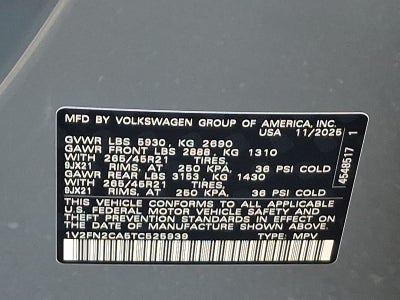 MFD BY VOLKSWAGEN GROUP OF AMERICA, INC.
USA 11/2025
GVWR LBS 5930, KG 2690
GAWR FRONT LBS 2888, KG 1310
WITH 265/45R21 TIRES,
9JX21 RIMS, AT 250 KPA, 36 PSI COLD
GAWR REAR LBS 3153, KG 1430
WITH 265/45R21 TIRES,
9JX21 RIMS, AT 250 KPA, 36 PSI COLD
THIS VEHICLE CONFORMS TO ALL APPLICABLE
U.S. FEDERAL MOTOR VEHICLE SAFETY AND
THEFT PREVENTION STANDARDS IN EFFECT ON
THE DATE OF MANUFACTURE SHOWN ABOVE.
1V2FN2CA5TC525939 TYPE: MPV
4548517 1